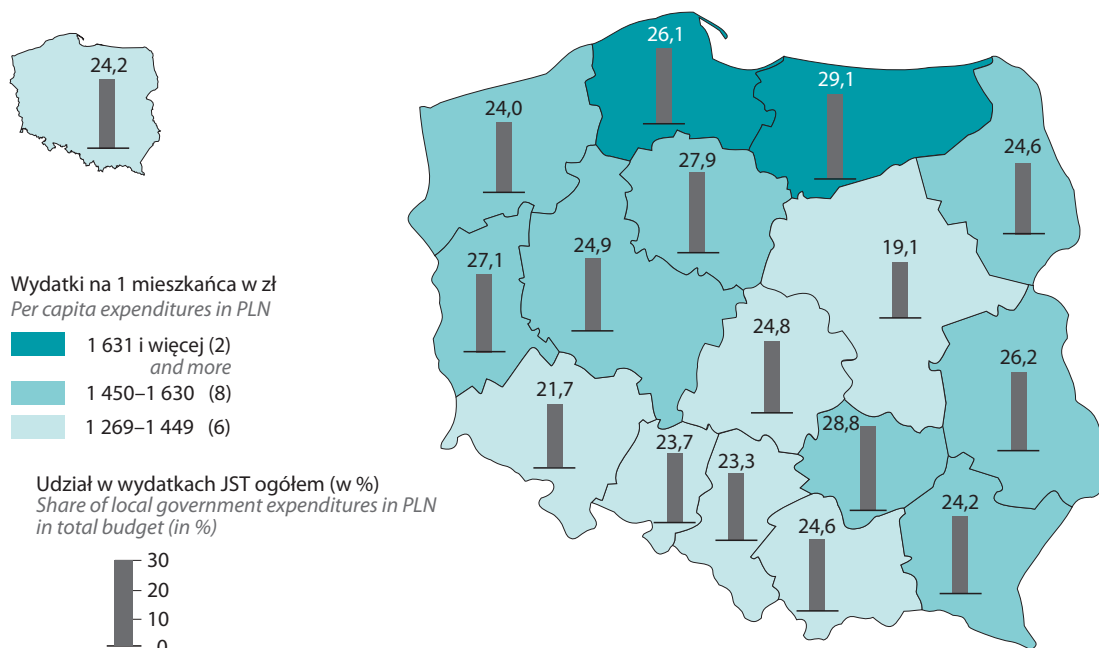 24,2
26,1
29,1
24,0
24,6
27,9
27,1
24,9
19,1
24,8
26,2
21,7
28,8
23,7
23,3
24,2
24,6
Wydatki na 1 mieszkańca w zł
Per capita expenditures in PLN
1 631 i więcej (2)
and more
1 450–1 630 (8)
1 269–1 449 (6)
Udział w wydatkach JST ogółem (w %)
Share of local government expenditures in PLN
in total budget (in %)
30
20
10
0